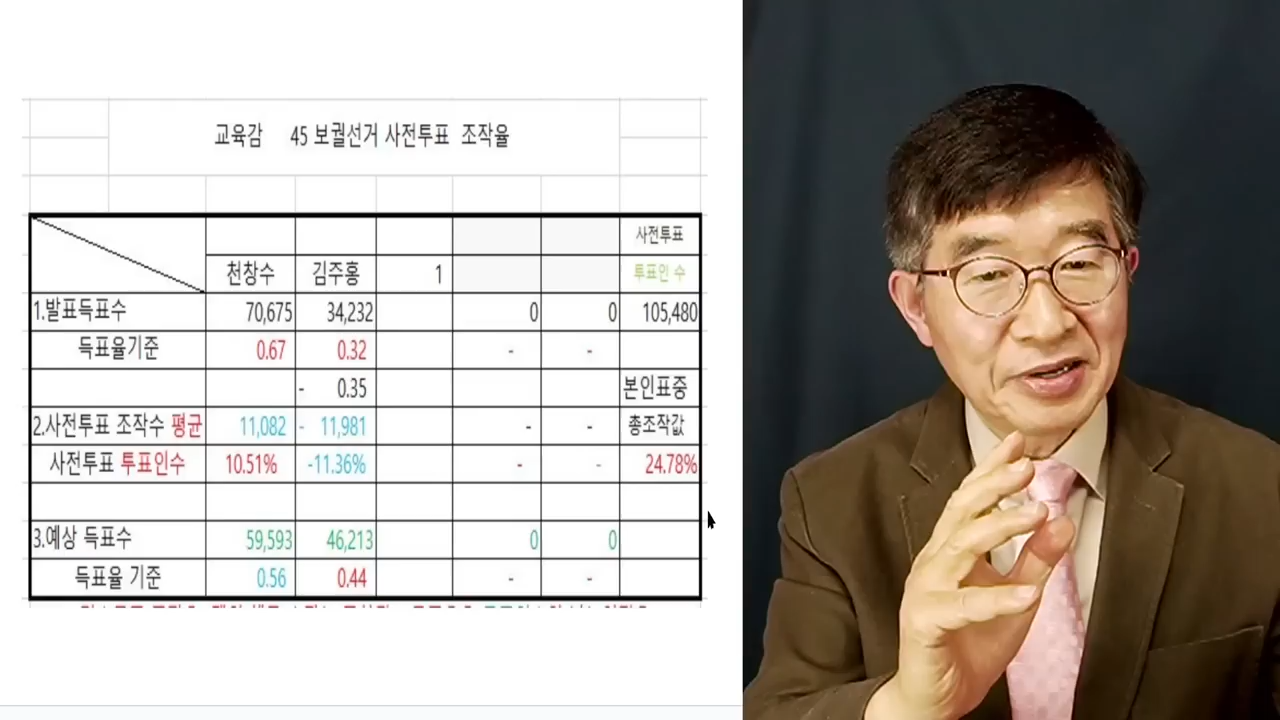 교육감 45 보궐선거 사전투표 조작율
사전투표
천창수 김주홍 1 투표인 수
1.발표득표수 70,675 34,232 0 0 105,480
득표율기준 0.67 0.32 - -
- 0.35 본인표중
2.사전투표 조작수 평균 11,082 - 11,981 - - 총조작값
사전투표 투표인수 10.51% -11.36% - - 24.78%
3.예상 득표수 59,593 46,213 0 0
득표율 기준 0.56 0.44 - -